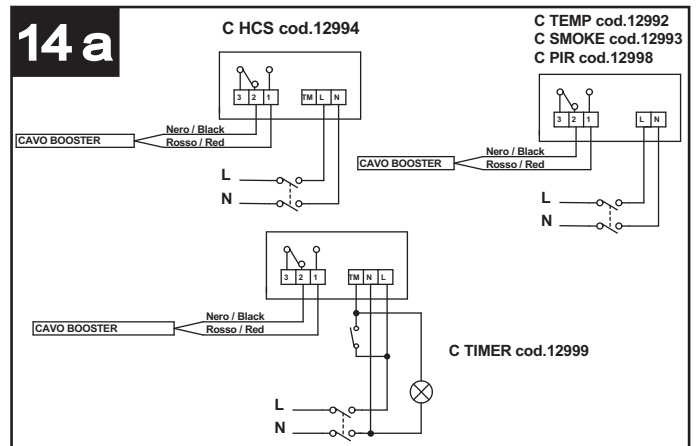 14 a
C HCS cod.12994
3 2 1 TM L N
Nero / Black
CAVO BOOSTER
Rosso / Red
L
N
C TEMP cod.12992
C SMOKE cod.12993
C PIR cod.12998
3 2 1 L N
Nero / Black
CAVO BOOSTER
Rosso / Red
L
N
3 2 1 TM N L
Nero / Black
CAVO BOOSTER
Rosso / Red
C TIMER cod.12999
L
N